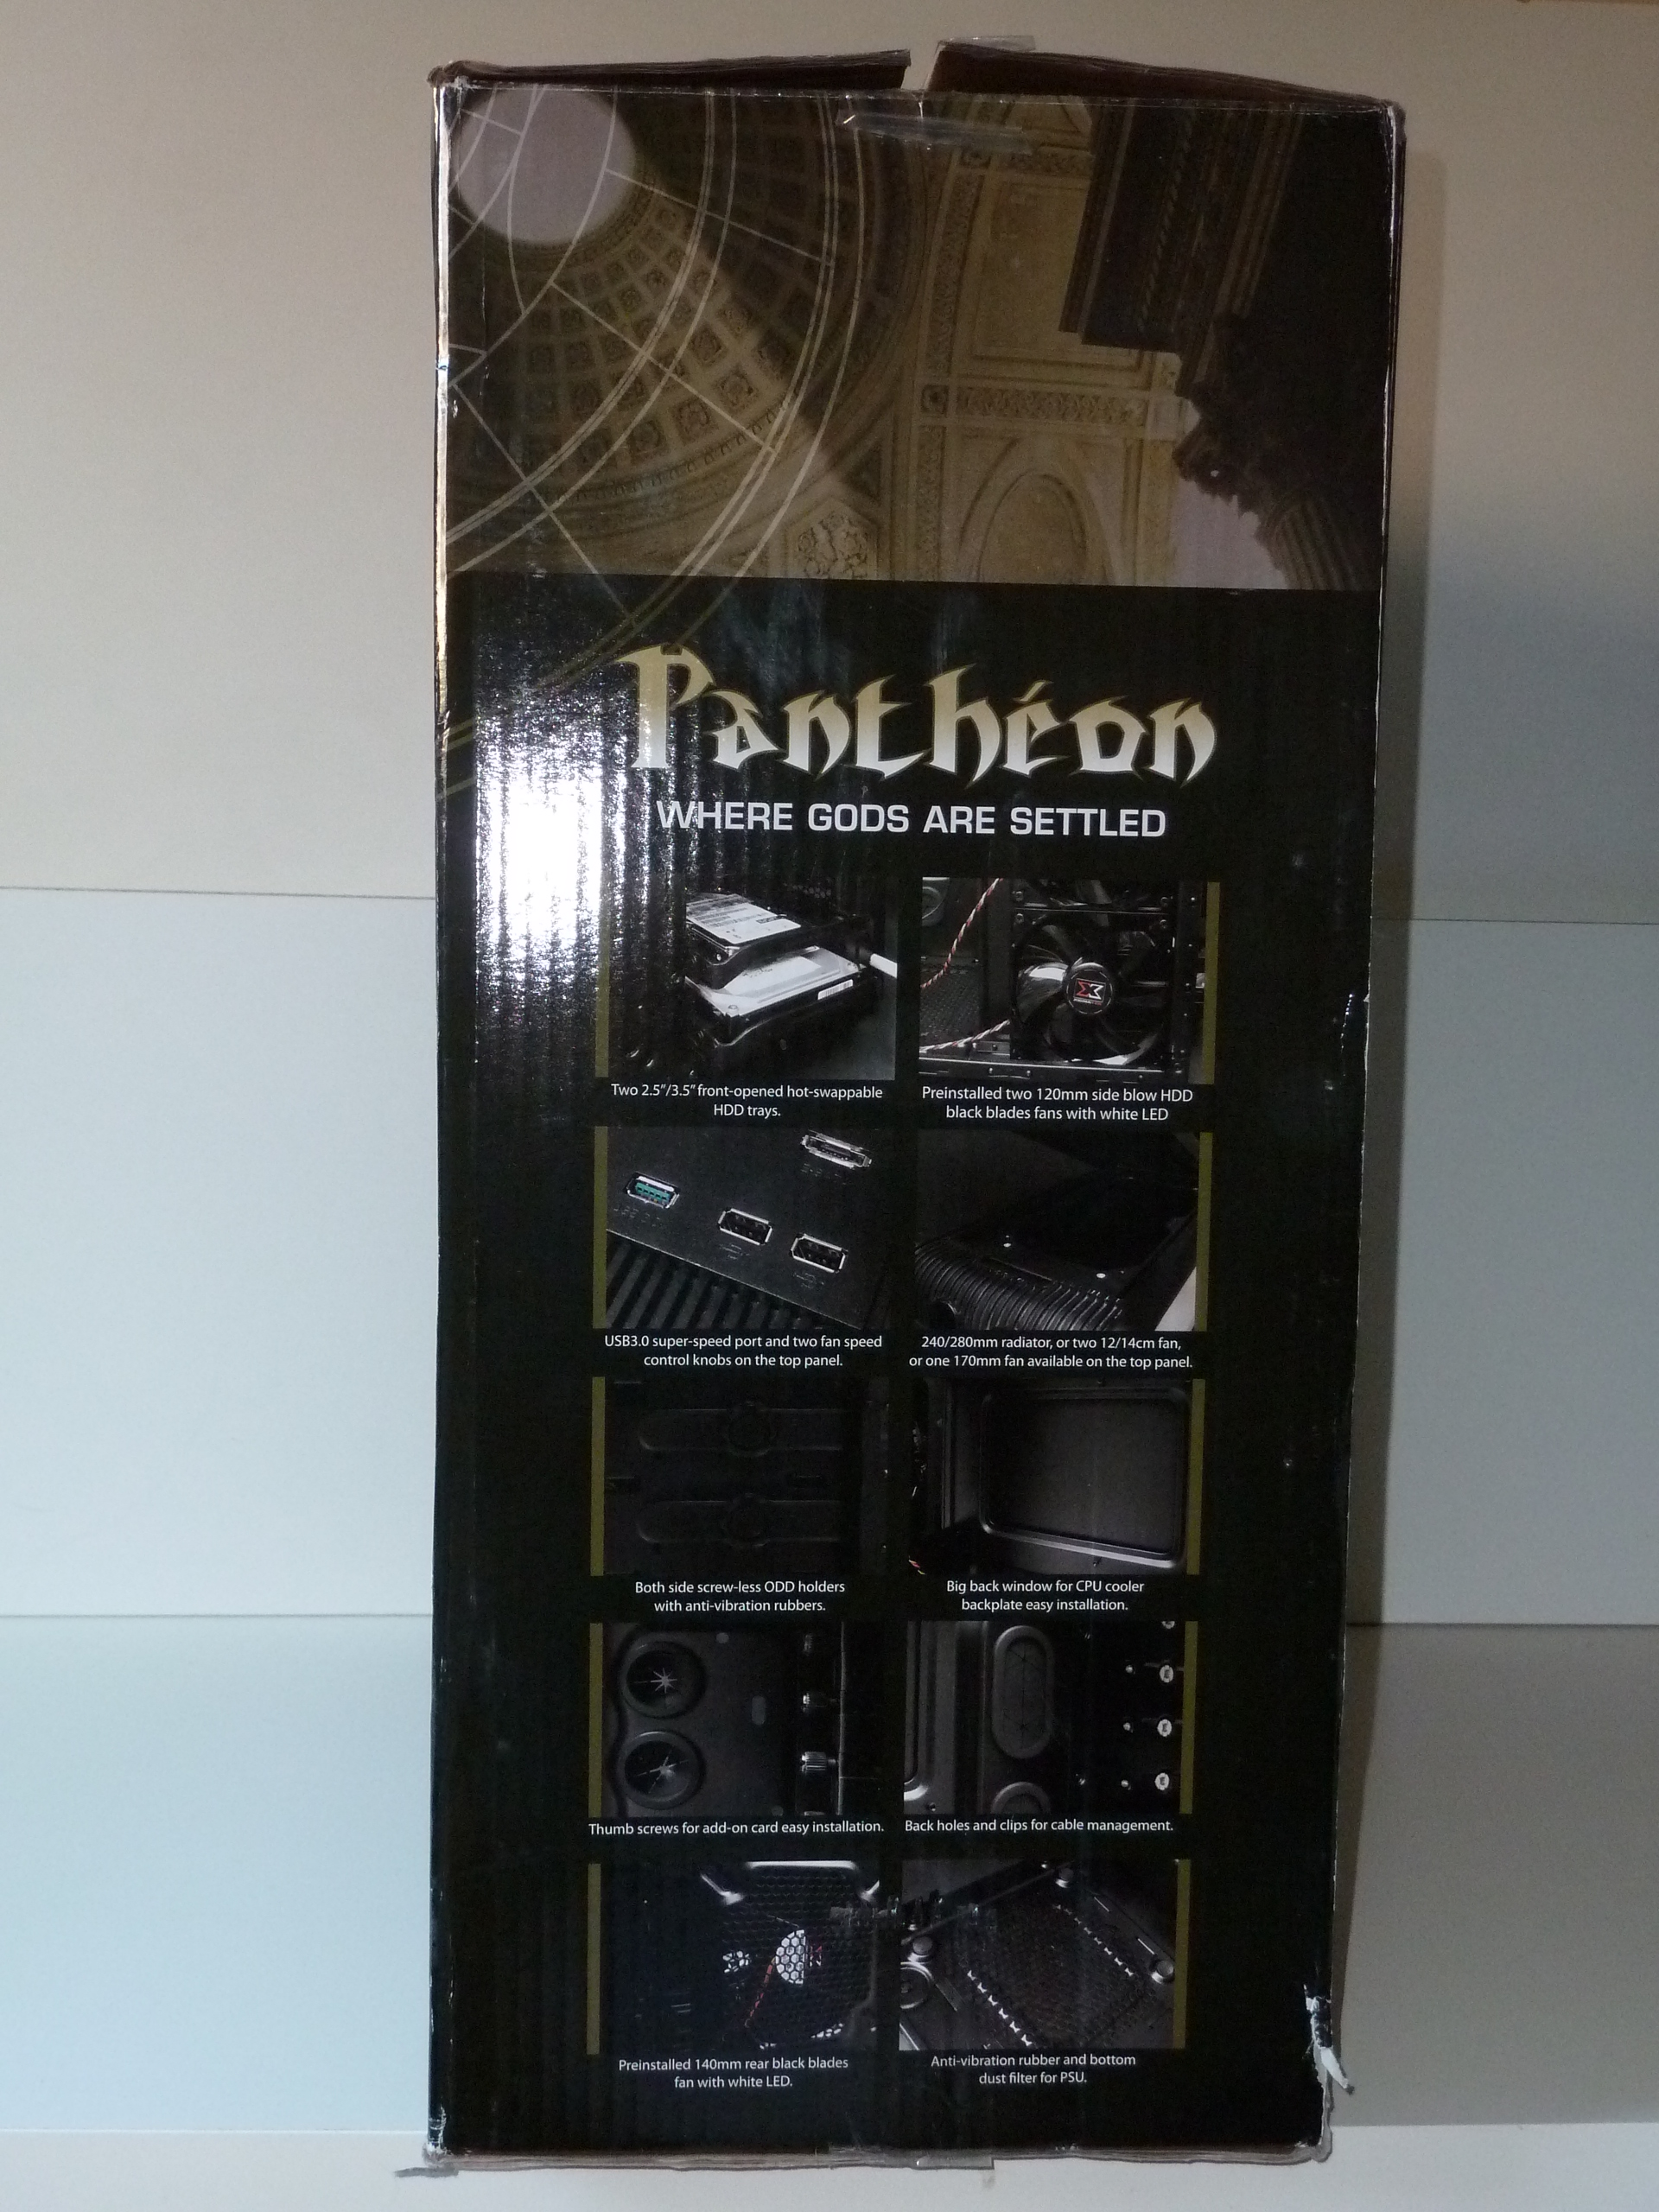 Panthéon
WHERE GODS ARE SETTLED
Two 2.5"/3.5" front-opened hot-swappable
HDD trays.
Preinstalled two 120mm side blow HDD
black blades fans with white LED
USB3.0 super-speed port and two fan speed
control knobs on the top panel.
240/280mm radiator, or two 12/14cm fan,
or one 170mm fan available on the top panel.
Both side screw-less ODD holders
with anti-vibration rubbers.
Big back window for CPU cooler
backplate easy installation.
Thumb screws for add-on card easy installation.
Back holes and clips for cable management.
Preinstalled 140mm rear black blades
fan with white LED.
Anti-vibration rubber and bottom
dust filter for PSU.